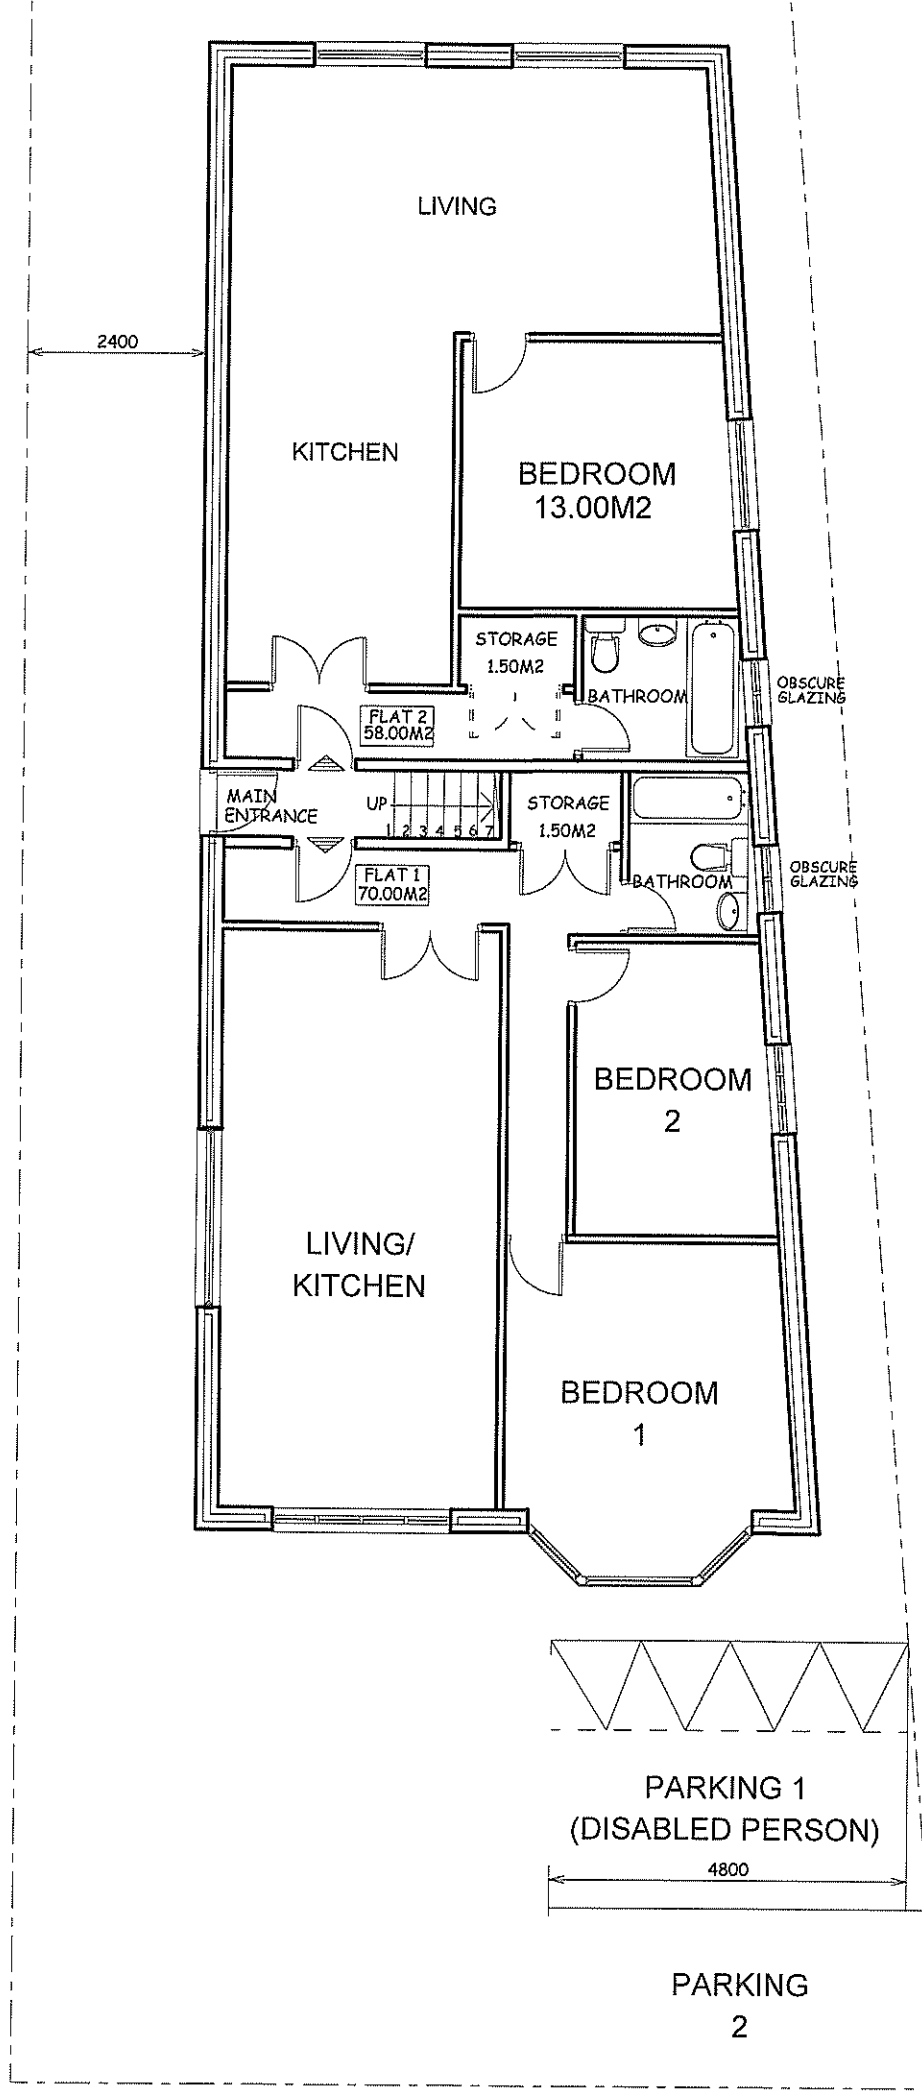 LIVING
2400
KITCHEN
BEDROOM
13.00M2
STORAGE
1.50M2
BATHROOM
OBSCURE
GLAZING
FLAT 2
58.00M2
MAIN
ENTRANCE
UP
1 2 3 4 5 6 7
STORAGE
1.50M2
FLAT 1
70.00M2
BATHROOM
OBSCURE
GLAZING
BEDROOM
2
LIVING/
KITCHEN
BEDROOM
1
PARKING 1
(DISABLED PERSON)
4800
PARKING
2